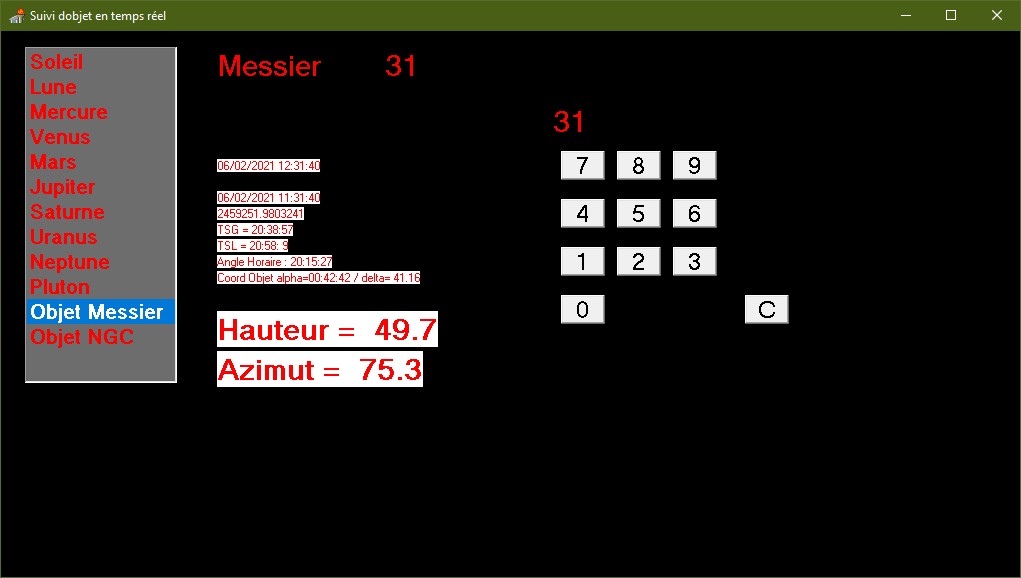 Suivi dobjet en temps réel
Soleil
Lune
Mercure
Venus
Mars
Jupiter
Saturne
Uranus
Neptune
Pluton
Objet Messier
Objet NGC
Messier 31
06/02/2021 12:31:40
06/02/2021 11:31:40
2459251.9803241
TSG = 20:38:57
TSL = 20:58: 9
Angle Horaire : 20:15:27
Coord Objet alpha=00:42:42 / delta= 41.16
Hauteur = 49.7
Azimut = 75.3
31
7 8 9
4 5 6
1 2 3
0 C